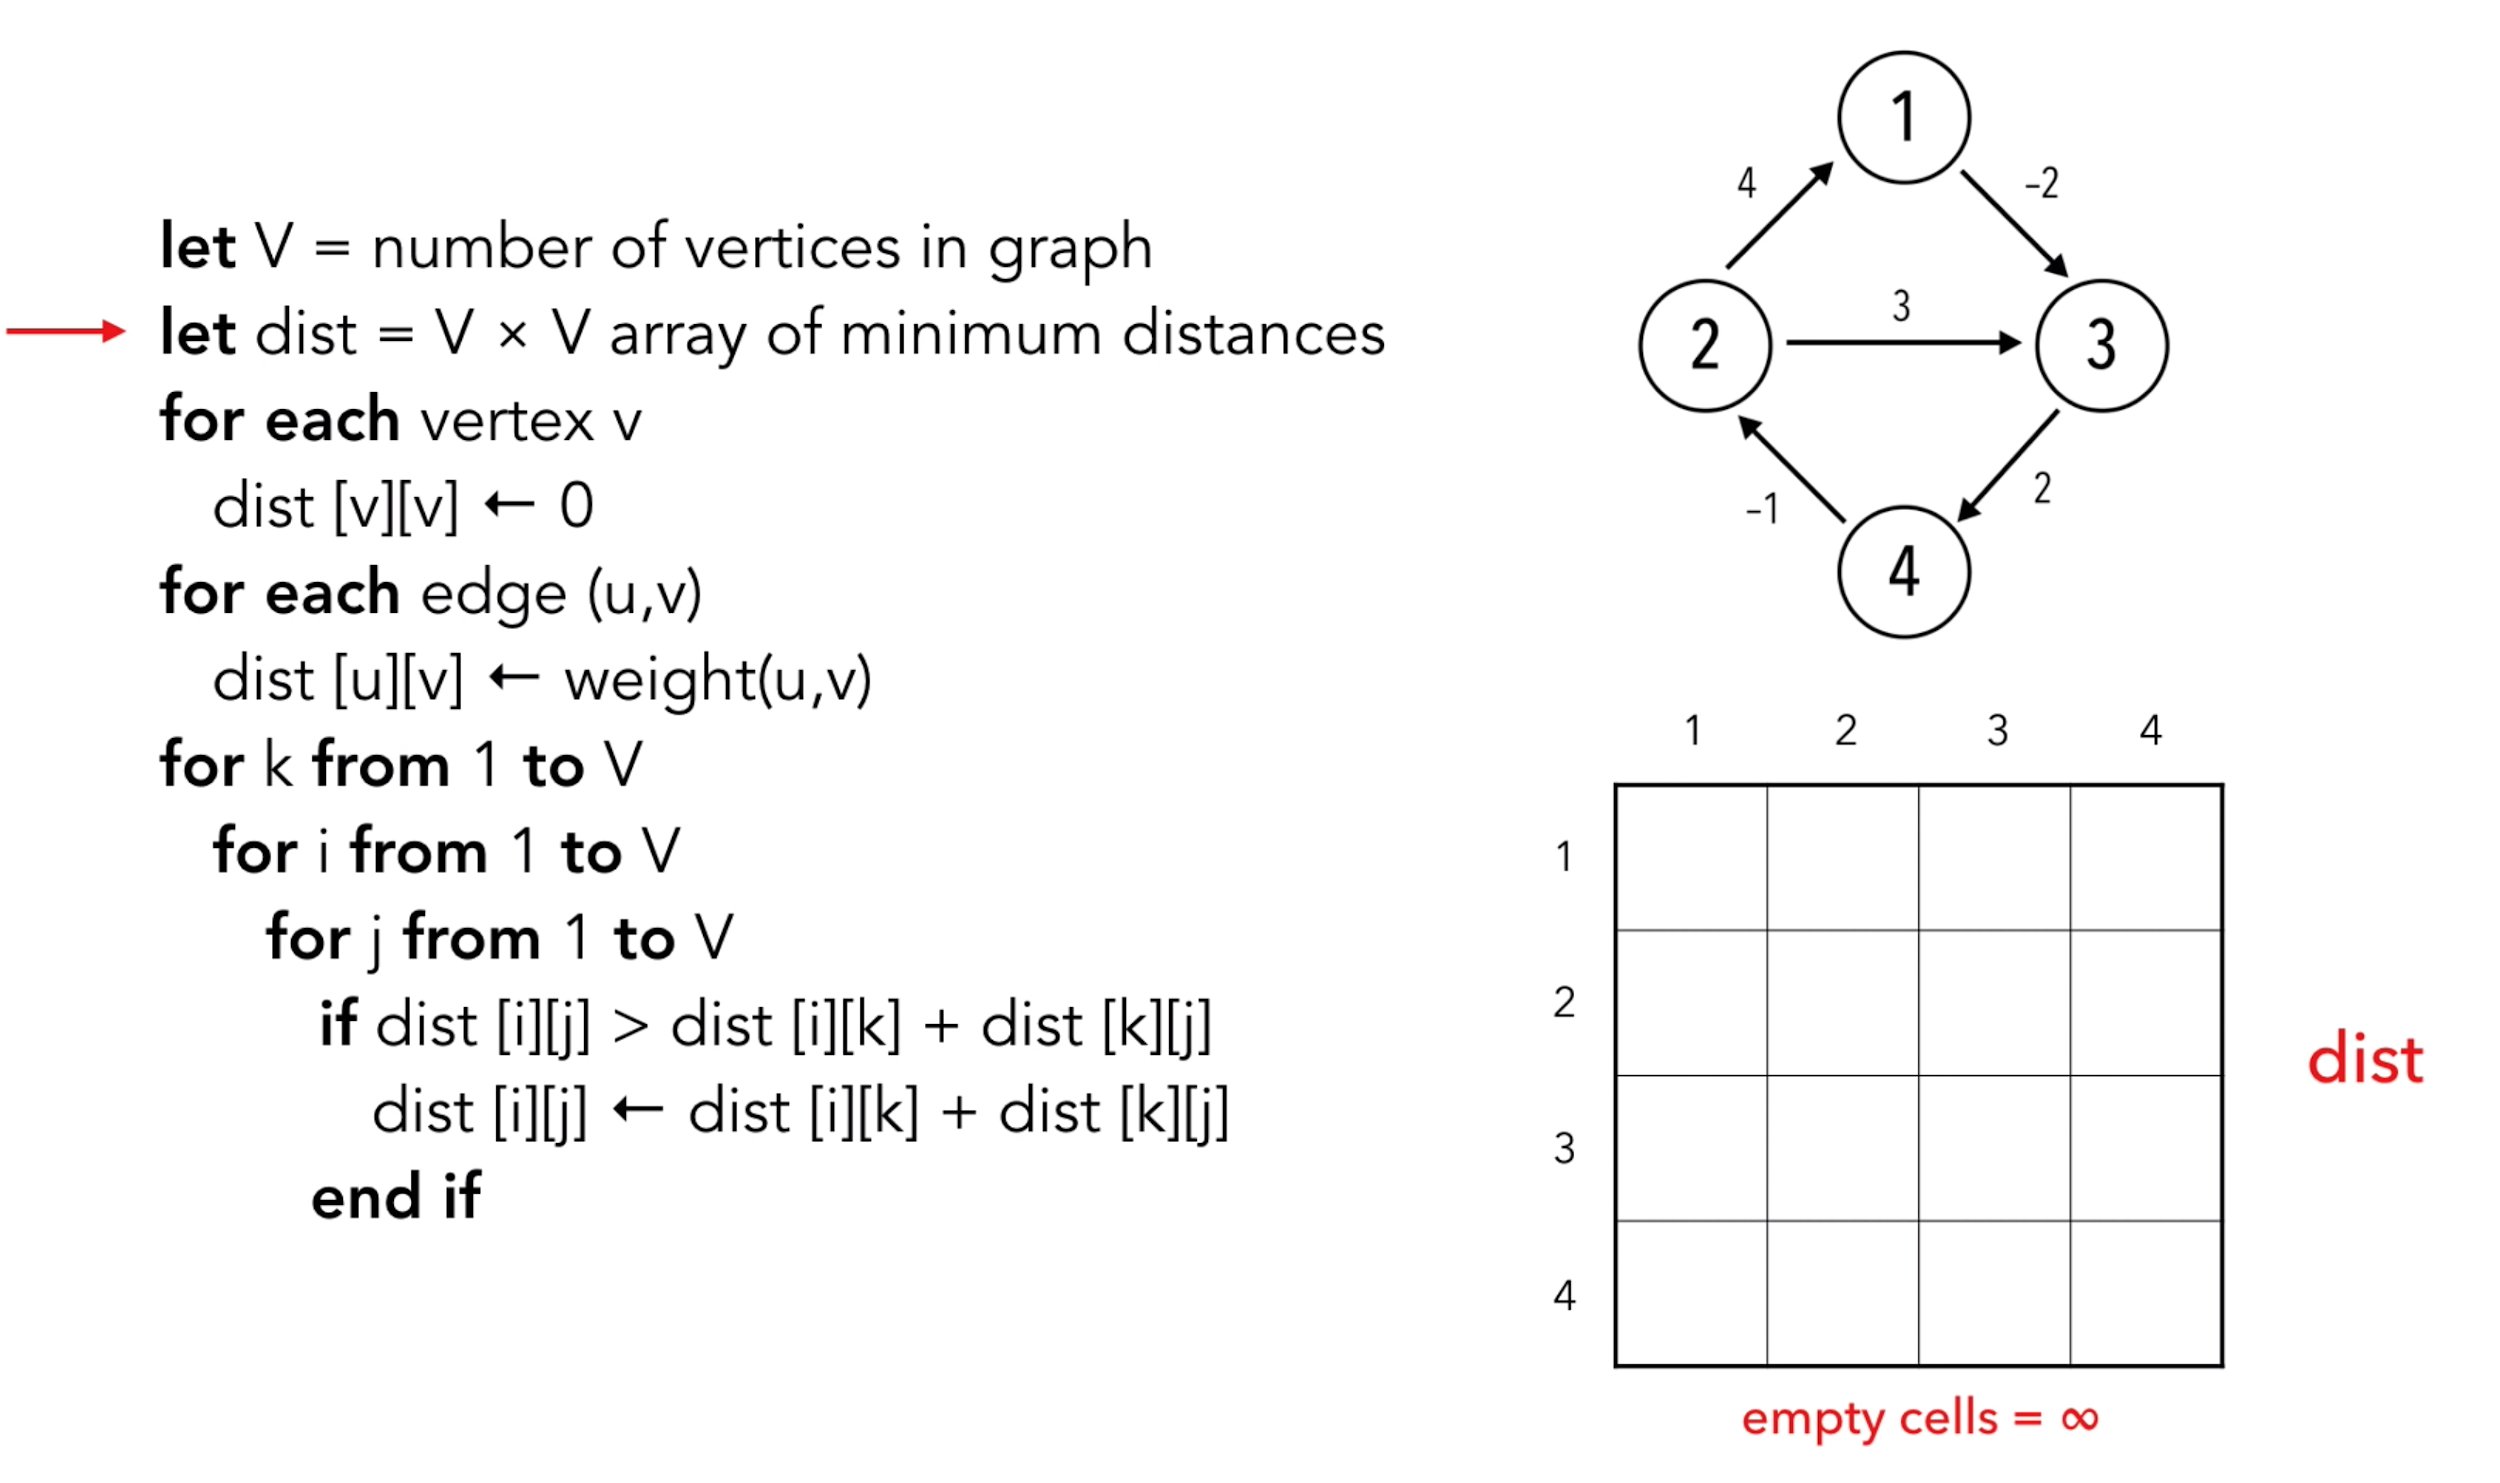 let V = number of vertices in graph
let dist = V × V array of minimum distances
for each vertex v
dist [v][v] ← 0
for each edge (u,v)
dist [u][v] ← weight(u,v)
for k from 1 to V
for i from 1 to V
for j from 1 to V
if dist [i][j] > dist [i][k] + dist [k][j]
dist [i][j] ← dist [i][k] + dist [k][j]
end if
1
4
-2
2
3
3
-1
2
4
1 2 3 4
1
2
3
4
dist
empty cells = ∞